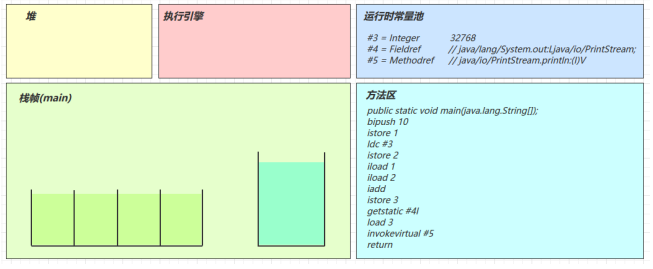 堆
执行引擎
运行时常量池
#3 = Integer 32768
#4 = Fieldref // java/lang/System.out:Ljava/io/PrintStream;
#5 = Methodref // java/io/PrintStream.println:(I)V
栈帧(main)
方法区
public static void main(java.lang.String[]);
bipush 10
istore 1
ldc #3
istore 2
iload 1
iload 2
iadd
istore 3
getstatic #4I
load 3
invokevirtual #5
return